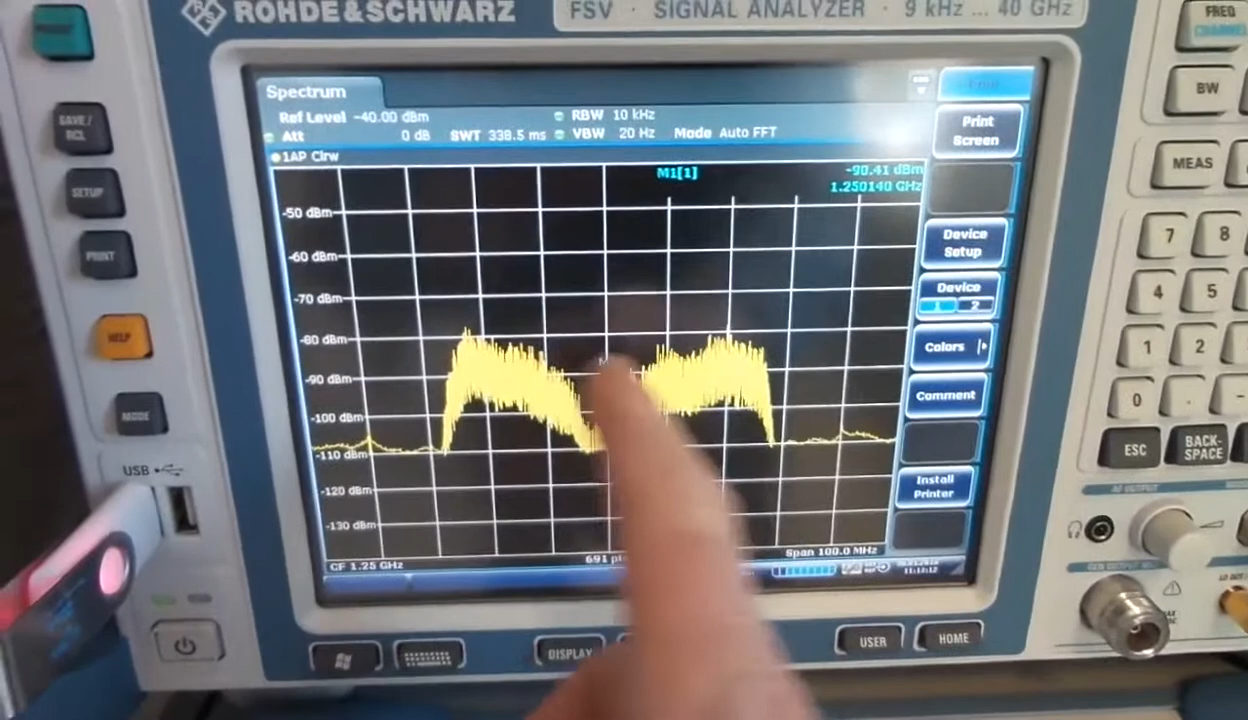 ROHDE&SCHWARZ
FSV · SIGNAL ANALYZER · 9 kHz ... 40 GHz
FREQ
CHANNEL
BW
MEAS
SAVE/
RCL
SETUP
PRINT
HELP
MODE
USB
Spectrum
Ref Level -40.00 dBm
RBW 10 kHz
Att 0 dB SWT 338.5 ms VBW 20 Hz Mode Auto FFT
1AP Clrw
M1[1] -90.41 dBm
1.250140 GHz
-50 dBm
-60 dBm
-70 dBm
-80 dBm
-90 dBm
-100 dBm
-110 dBm
-120 dBm
-130 dBm
CF 1.25 GHz
691
Span 100.0 MHz
Print
Screen
Device
Setup
Device
1 2
Colors
Comment
Install
Printer
7 8
4 5
1 2
0 . -
ESC
BACK-
SPACE
AF OUTPUT
DISPLAY
USER
HOME